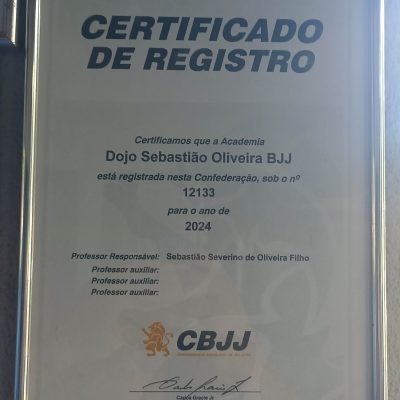 CERTIFICADO
DE REGISTRO
Certificamos que a Academia
Dojo Sebastião Oliveira BJJ
está registrada nesta Confederação, sob o nº
12133
para o ano de
2024
Professor Responsável: Sebastião Severino de Oliveira Filho
Professor auxiliar:
Professor auxiliar:
Professor auxiliar:
CBJJ
Carlos Gracie Jr